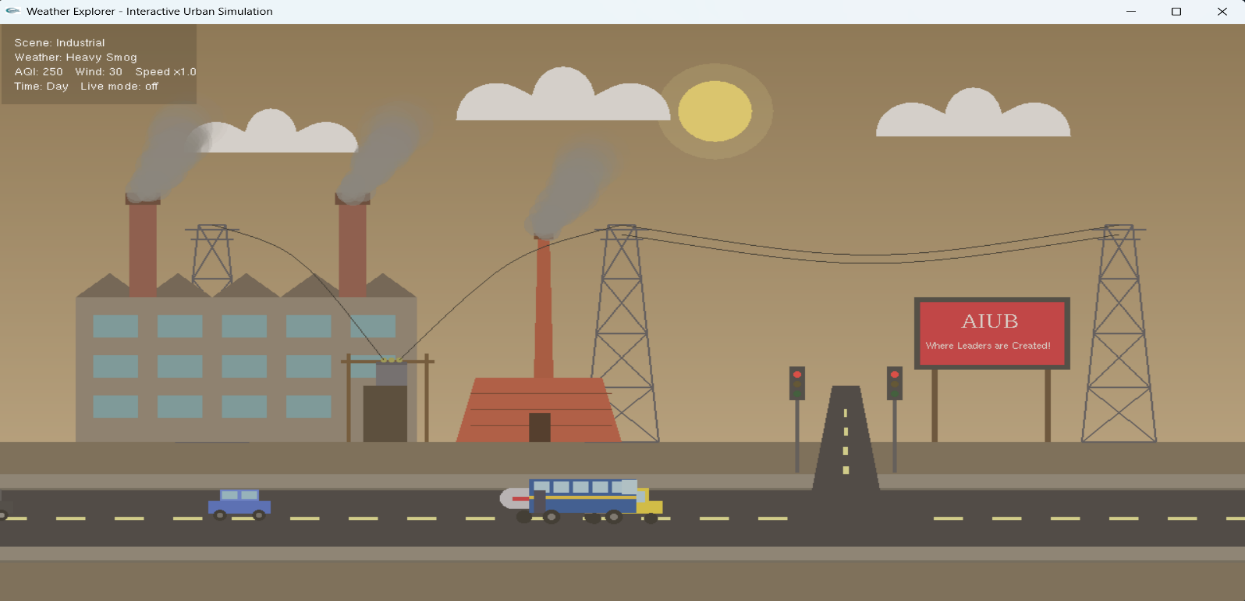 Weather Explorer - Interactive Urban Simulation
Scene: Industrial
Weather: Heavy Smog
AQI: 250 Wind: 30 Speed x1.0
Time: Day Live mode: off
AIUB
Where Leaders are Created!